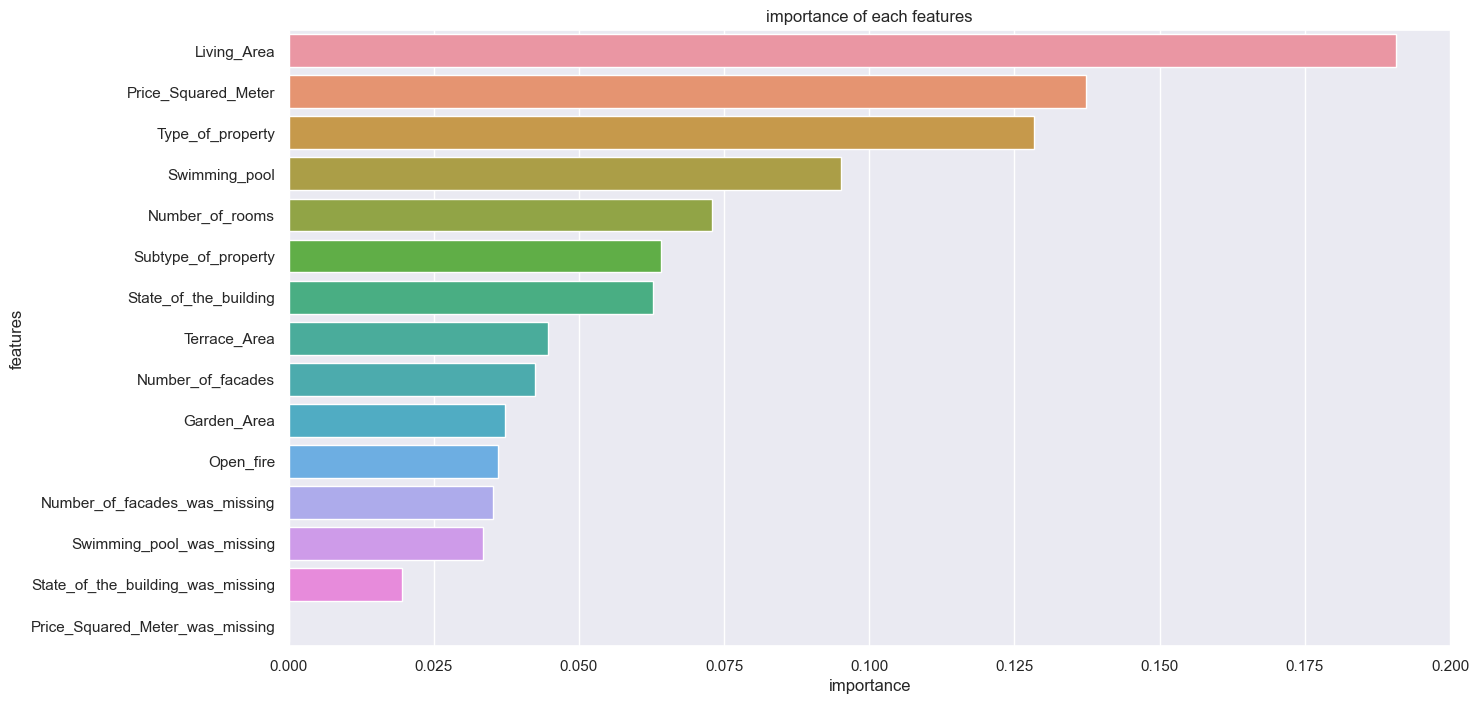 importance of each features
Living_Area
Price_Squared_Meter
Type_of_property
Swimming_pool
Number_of_rooms
Subtype_of_property
State_of_the_building
Terrace_Area
Number_of_facades
Garden_Area
Open_fire
Number_of_facades_was_missing
Swimming_pool_was_missing
State_of_the_building_was_missing
Price_Squared_Meter_was_missing
features
0.000 0.025 0.050 0.075 0.100 0.125 0.150 0.175 0.200
importance